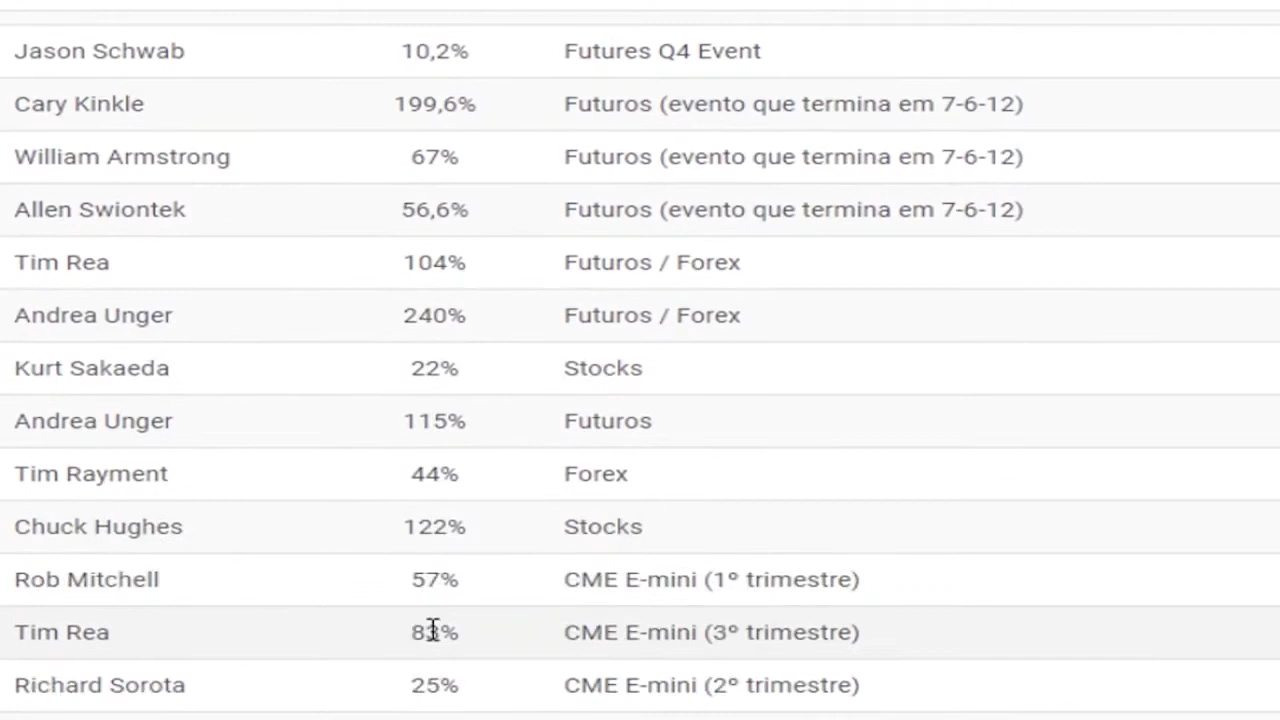 Jason Schwab 10,2% Futures Q4 Event
Cary Kinkle 199,6% Futuros (evento que termina em 7-6-12)
William Armstrong 67% Futuros (evento que termina em 7-6-12)
Allen Swiontek 56,6% Futuros (evento que termina em 7-6-12)
Tim Rea 104% Futuros / Forex
Andrea Unger 240% Futuros / Forex
Kurt Sakaeda 22% Stocks
Andrea Unger 115% Futuros
Tim Rayment 44% Forex
Chuck Hughes 122% Stocks
Rob Mitchell 57% CME E-mini (1º trimestre)
Tim Rea CME E-mini (3º trimestre)
Richard Sorota 25% CME E-mini (2º trimestre)